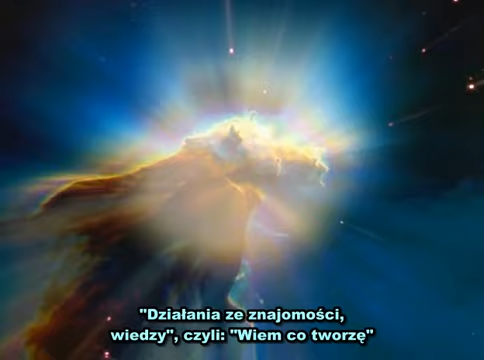 "Działania ze znajomości,
wiedzy", czyli: "Wiem co tworzę"